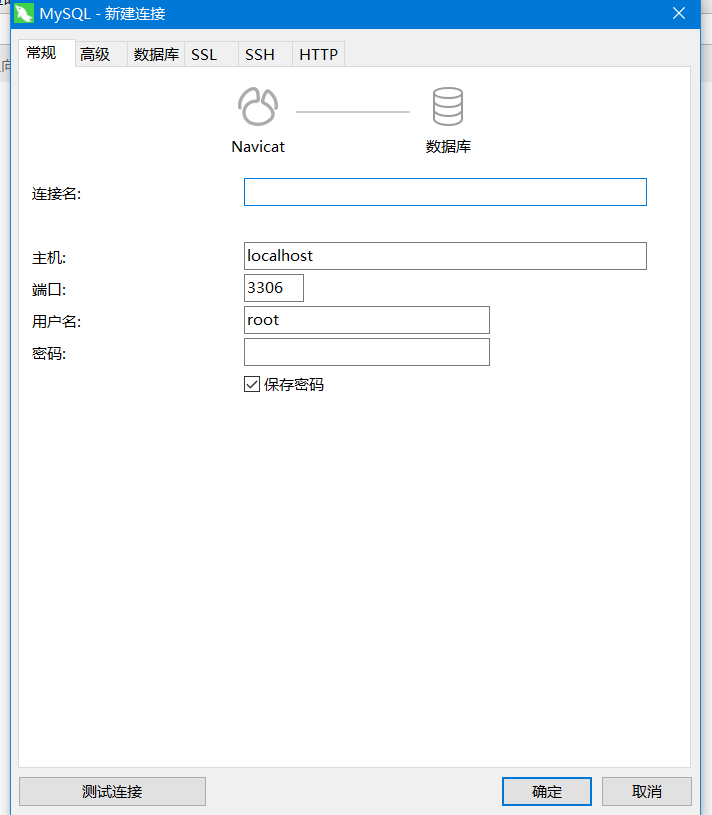 MySQL - 新建连接
常规 高级 数据库 SSL SSH HTTP
Navicat 数据库
连接名:
主机: localhost
端口: 3306
用户名: root
密码:
保存密码
测试连接 确定 取消